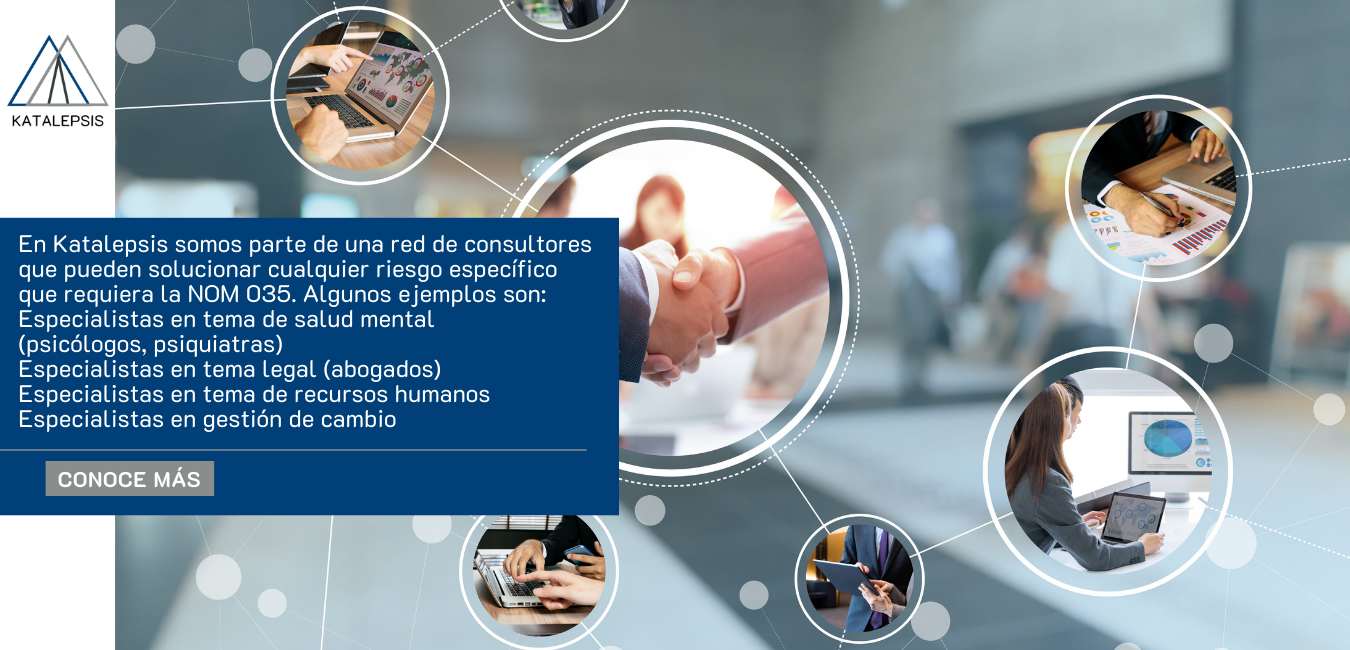 KATALEPSIS
En Katalepsis somos parte de una red de consultores
que pueden solucionar cualquier riesgo específico
que requiera la NOM 035. Algunos ejemplos son:
Especialistas en tema de salud mental
(psicólogos, psiquiatras)
Especialistas en tema legal (abogados)
Especialistas en tema de recursos humanos
Especialistas en gestión de cambio
CONOCE MÁS